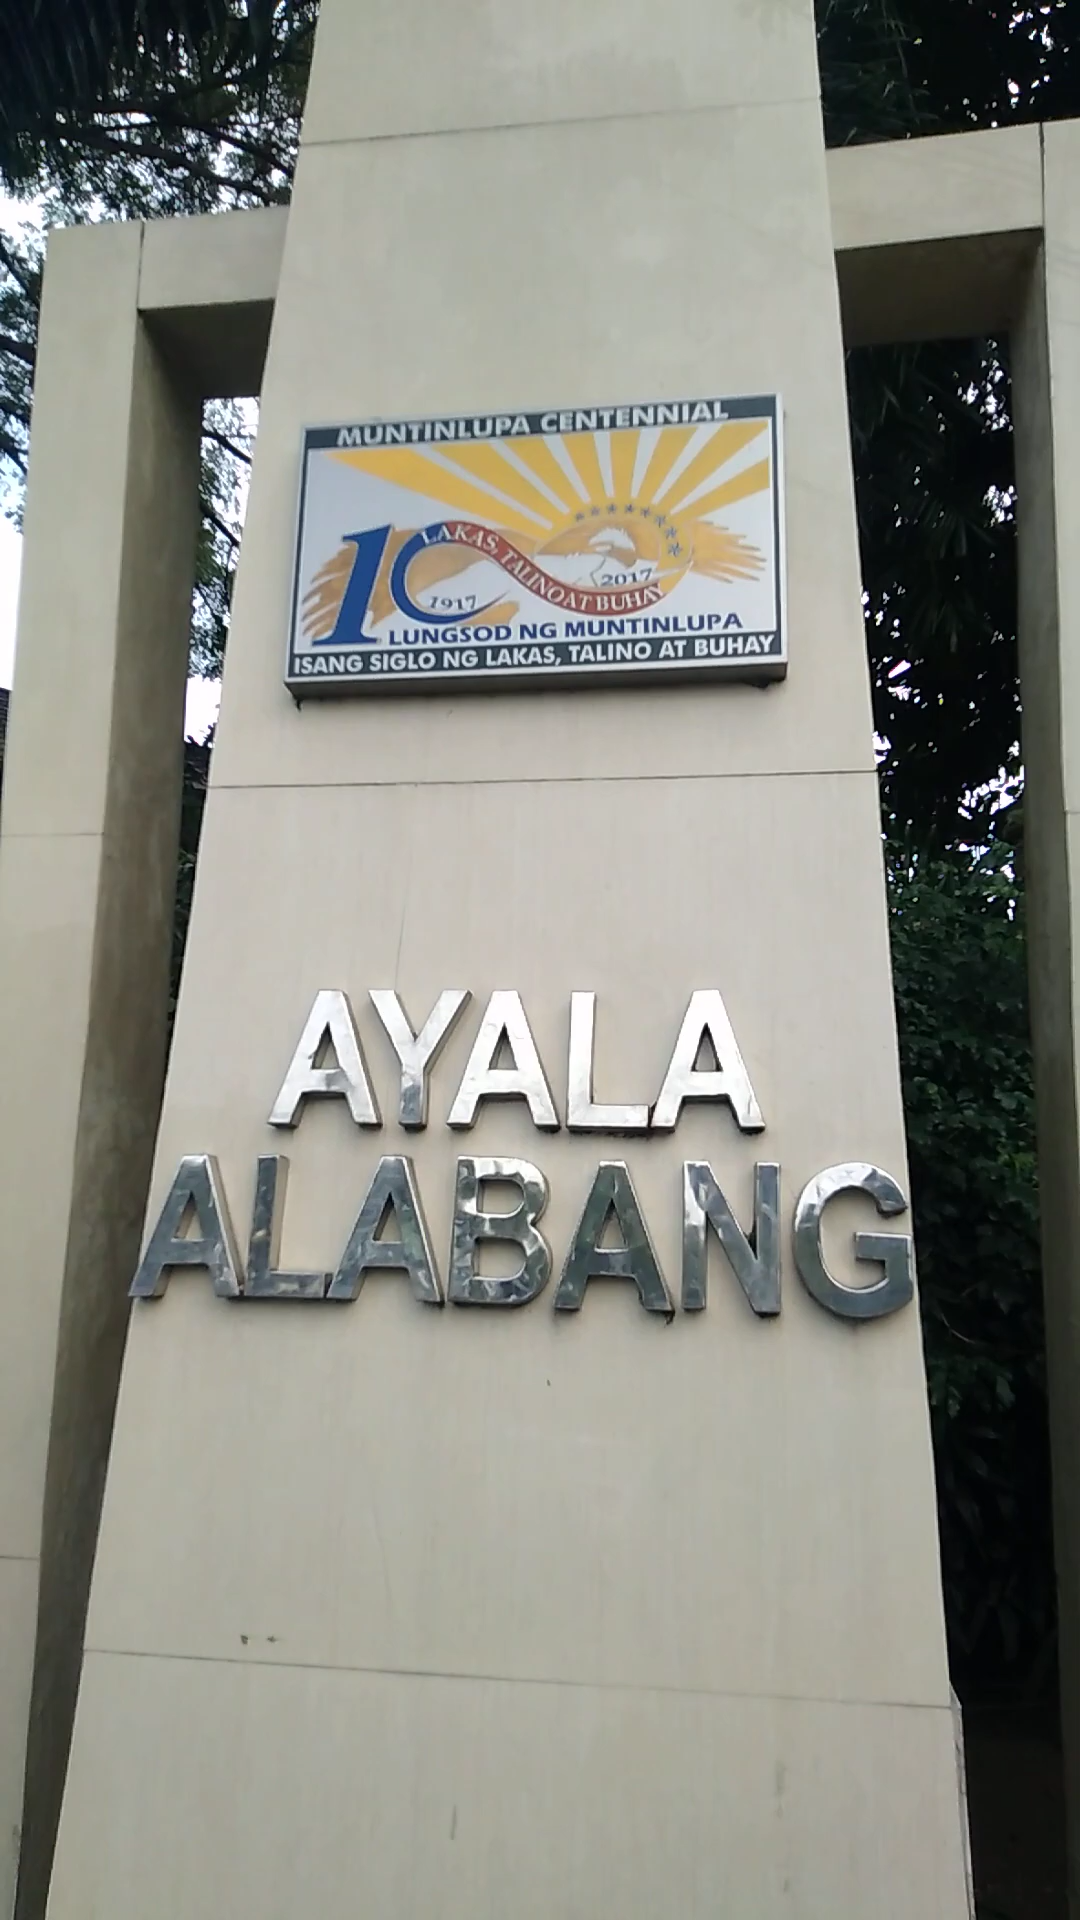 MUNTINLUPA CENTENNIAL
10
LAKAS, TALINO AT BUHAY
1917
2017
LUNGSOD NG MUNTINLUPA
ISANG SIGLO NG LAKAS, TALINO AT BUHAY
AYALA
ALABANG